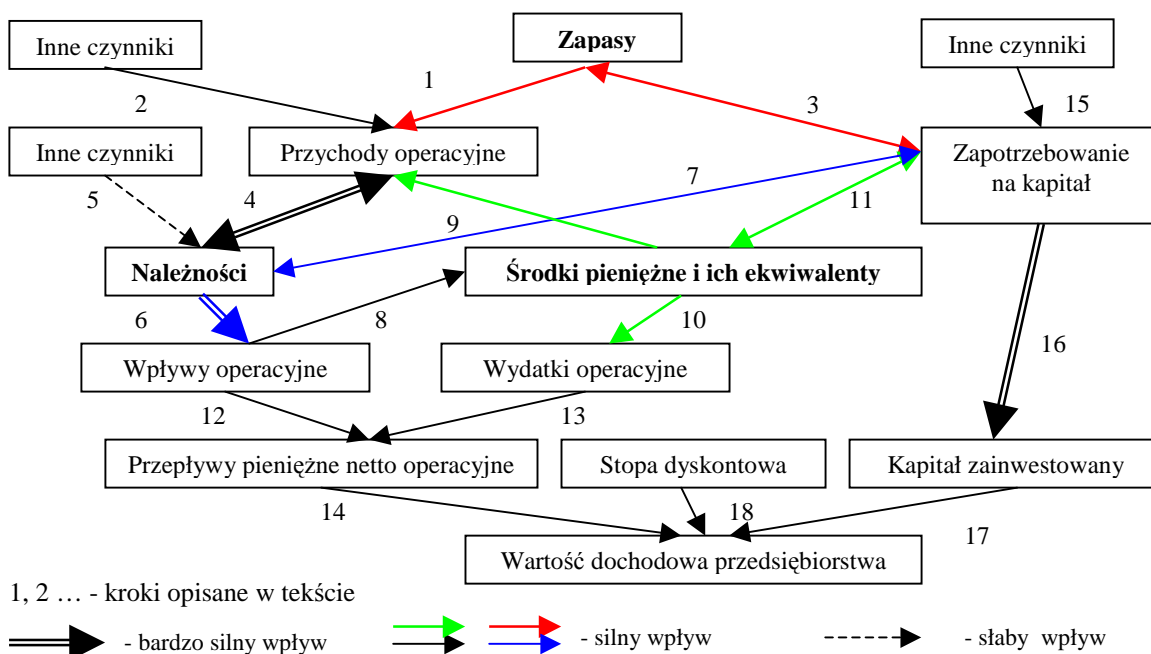 Inne czynniki
Zapasy
Inne czynniki
1
2
3
15
Inne czynniki
Przychody operacyjne
Zapotrzebowanie
na kapitał
5
4
7
11
9
Należności
Środki pieniężne i ich ekwiwalenty
6
8
10
16
Wpływy operacyjne
Wydatki operacyjne
12
13
Przepływy pieniężne netto operacyjne
Stopa dyskontowa
Kapitał zainwestowany
14
18
17
Wartość dochodowa przedsiębiorstwa
1, 2 … - kroki opisane w tekście
- bardzo silny wpływ
- silny wpływ
- słaby wpływ